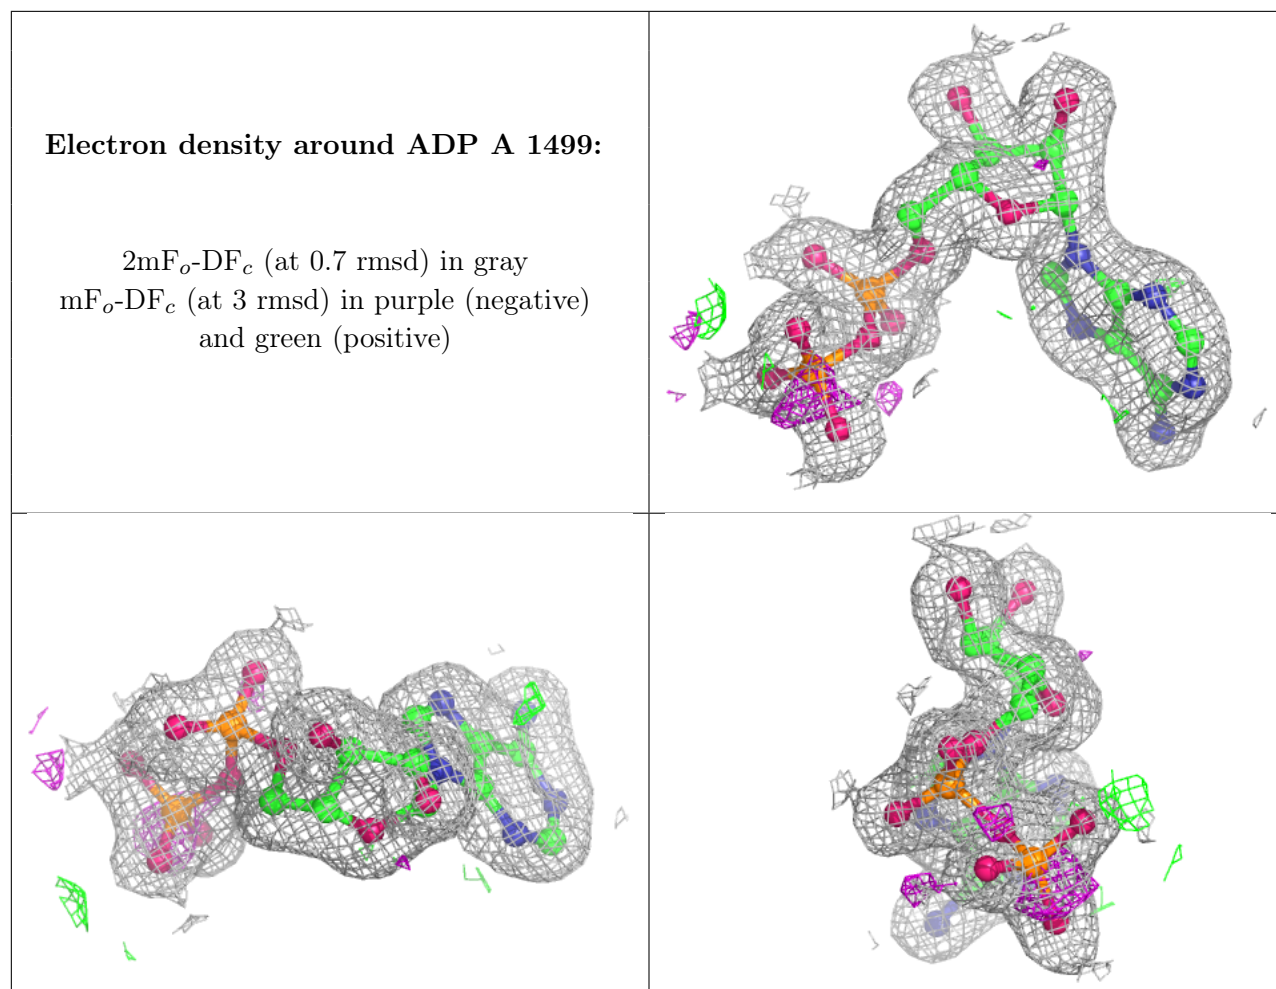 Electron density around ADP A 1499:
2mFo-DFc (at 0.7 rmsd) in gray
mFo-DFc (at 3 rmsd) in purple (negative)
and green (positive)